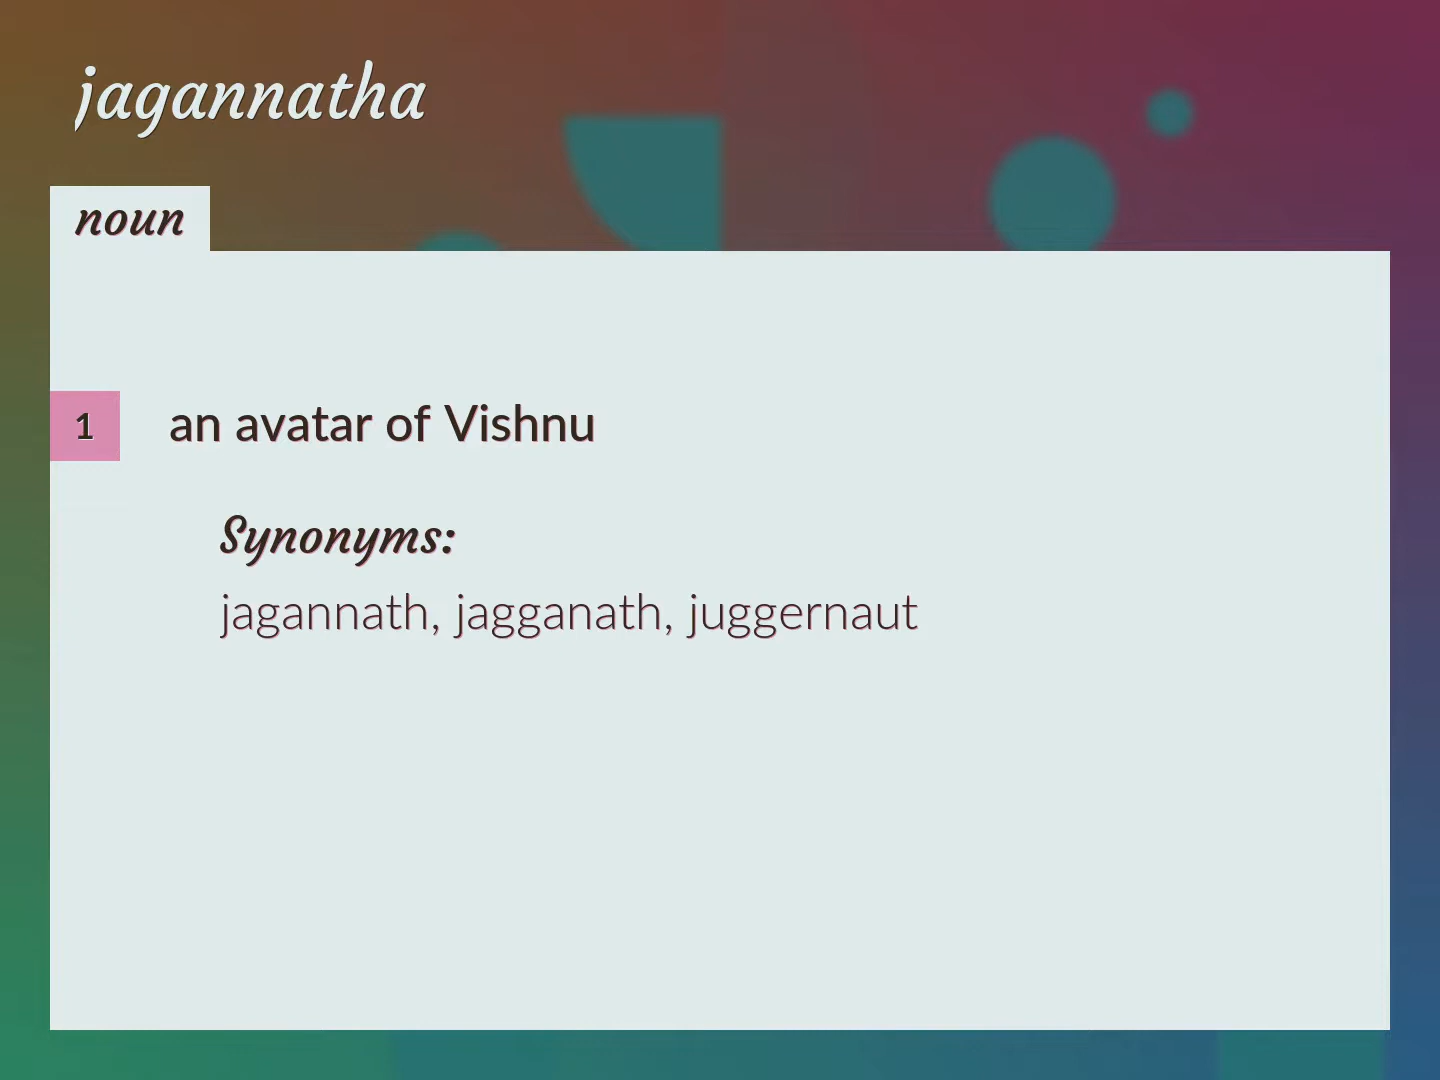 jagannatha
noun
1 an avatar of Vishnu
Synonyms:
jagannath, jagganath, juggernaut